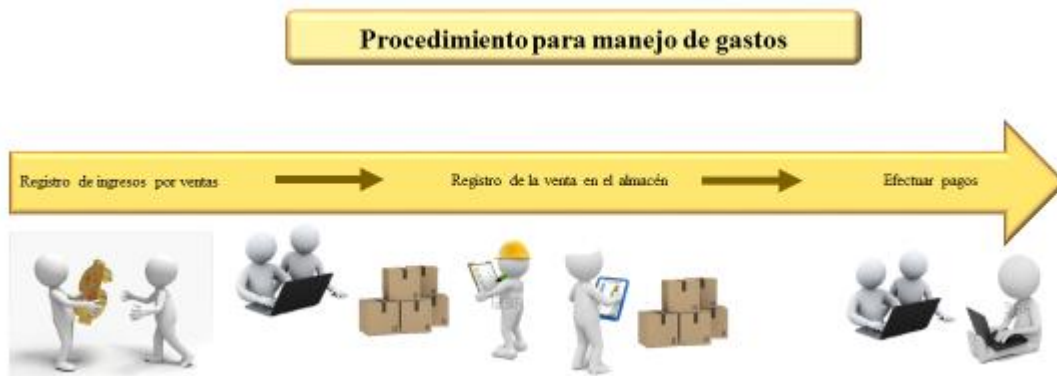 Procedimiento para manejo de gastos
Registro de ingresos por ventas
Registro de la venta en el almacén
Efectuar pagos